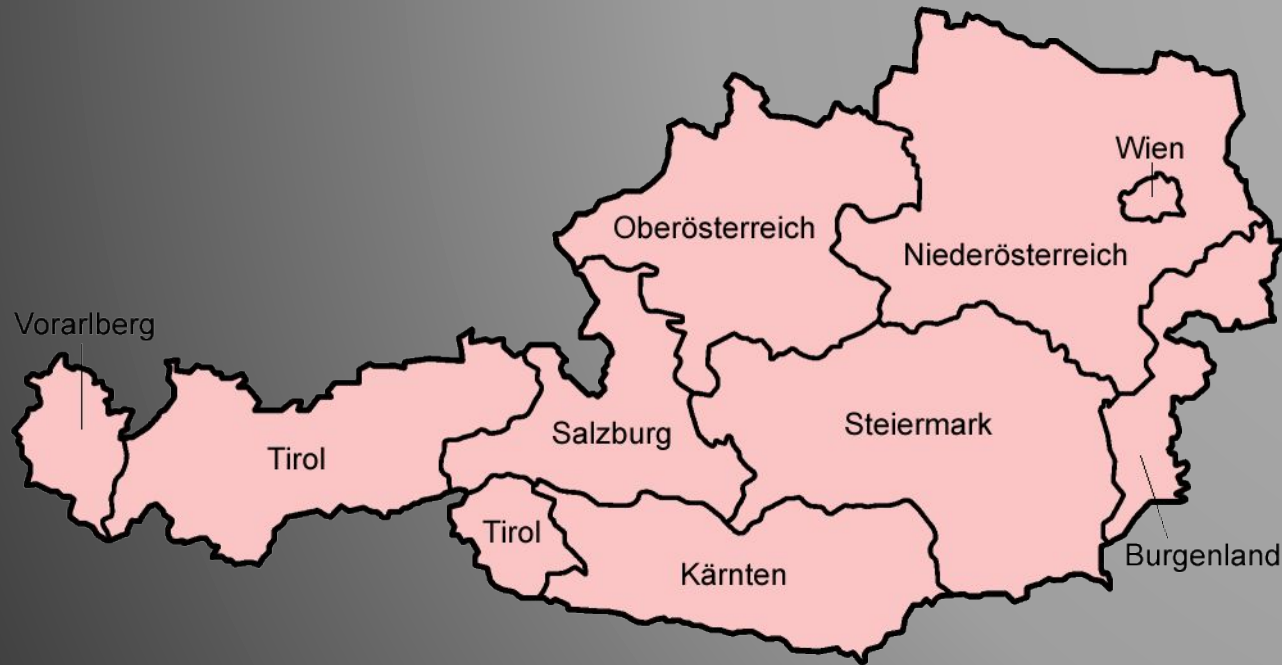 Wien
Oberösterreich
Niederösterreich
Vorarlberg
Steiermark
Salzburg
Tirol
Tirol
Burgenland
Kärnten